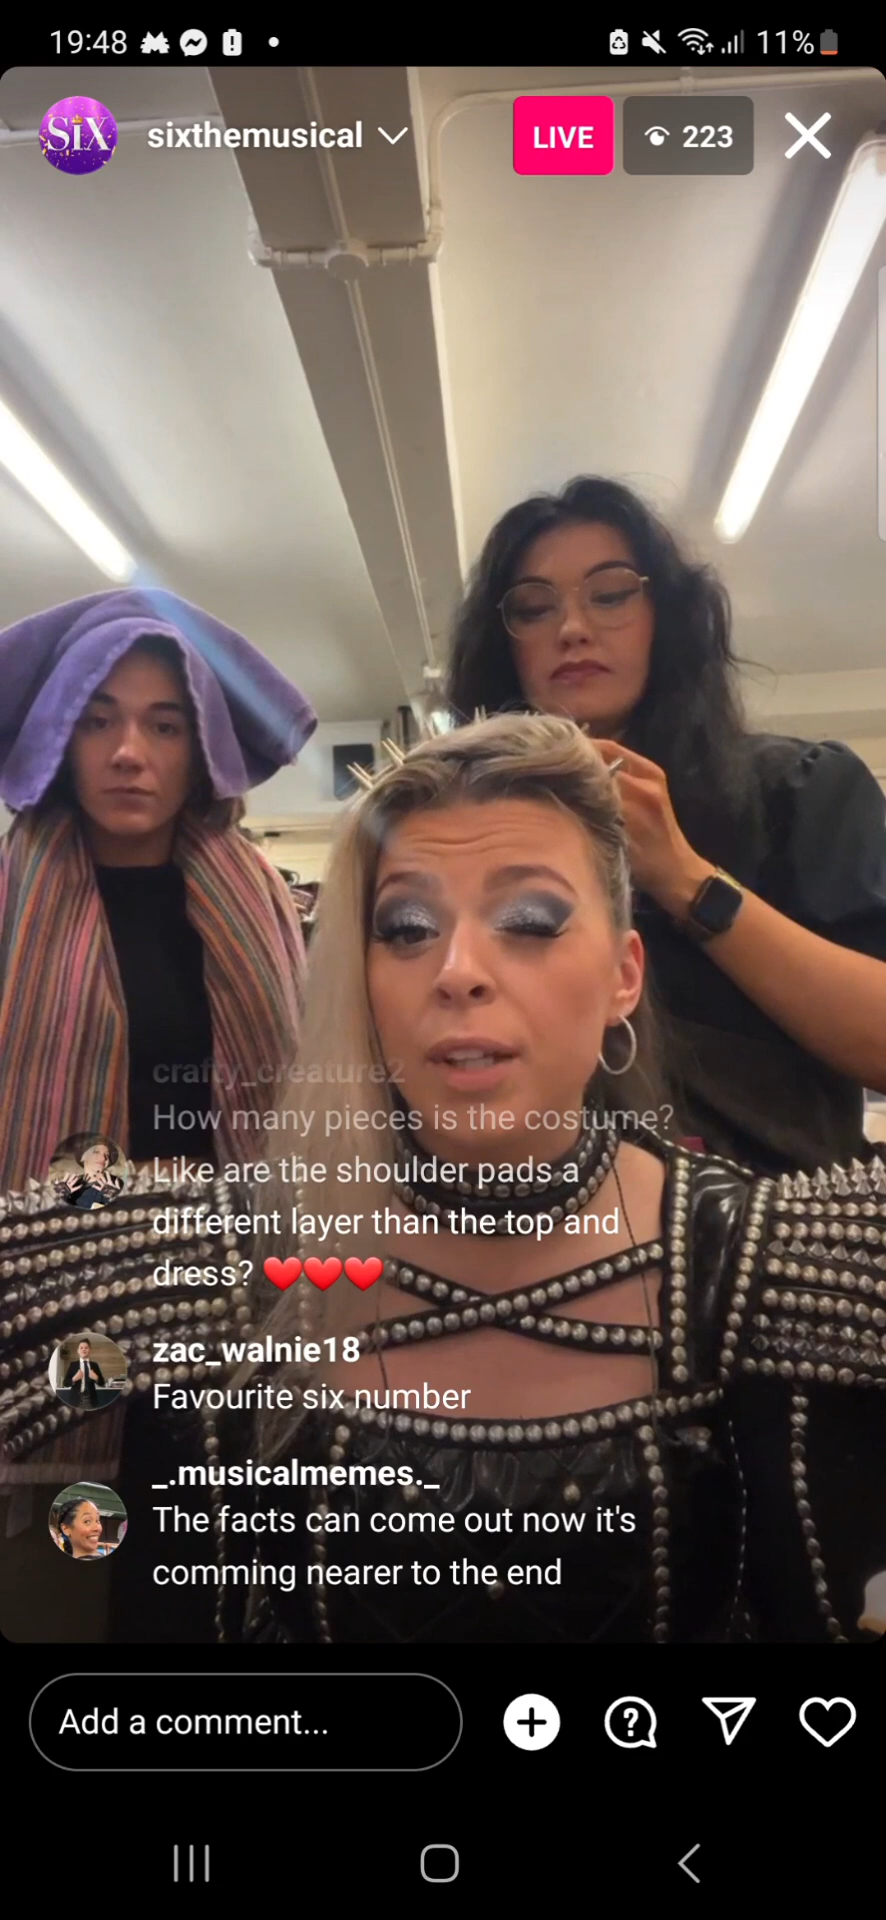 19:48
11%
SIX
sixthemusical
LIVE
223
crafty_creature2
How many pieces is the costume?
Like are the shoulder pads a
different layer than the top and
dress? ❤️❤️❤️
zac_walnie18
Favourite six number
_.musicalmemes._
The facts can come out now it's
comming nearer to the end
Add a comment...